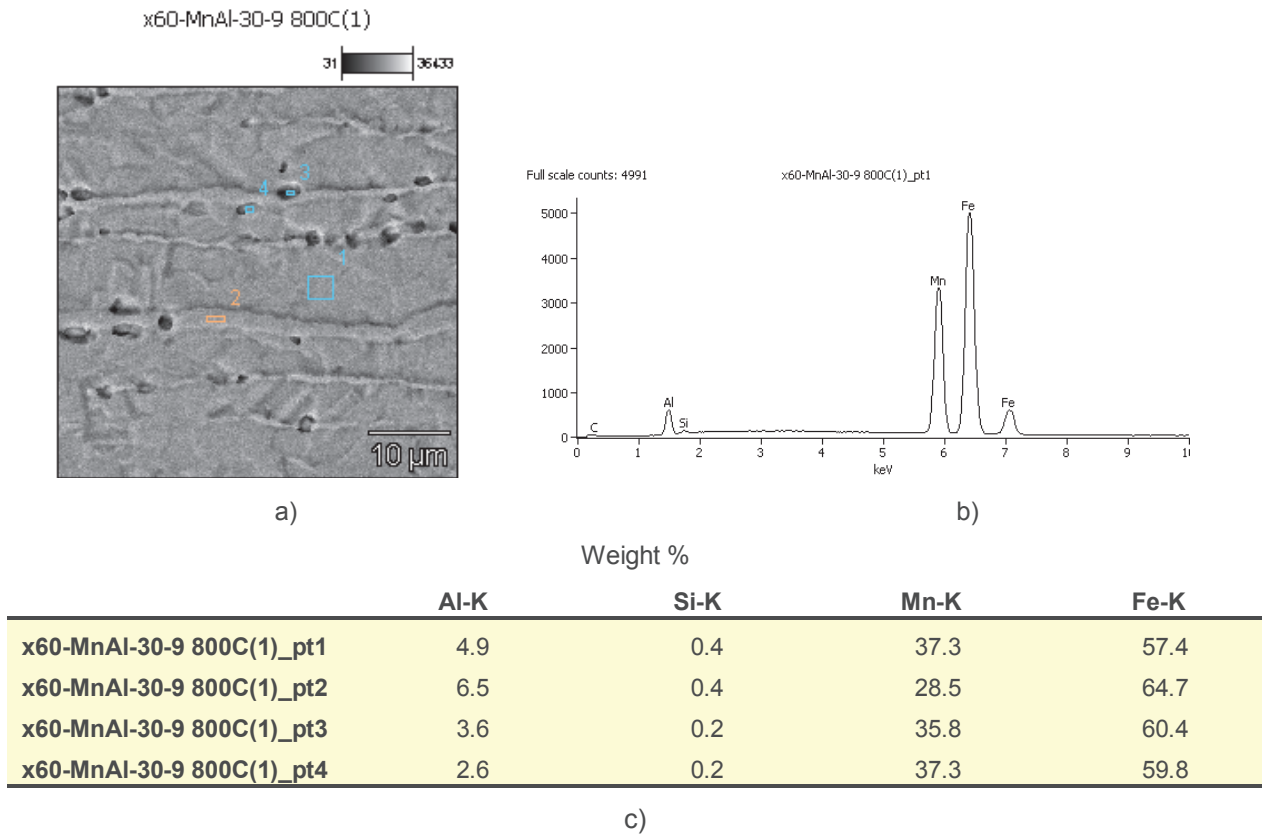 x60-MnAl-30-9 800C(1)
31 36433
3
4
1
2
10 µm
a)
Full scale counts: 4991 x60-MnAl-30-9 800C(1)_pt1
5000
4000
3000
2000
1000
0
C Al Si Mn Fe Fe
0 1 2 3 4 5 6 7 8 9 1
keV
b)
Weight %
Al-K Si-K Mn-K Fe-K
x60-MnAl-30-9 800C(1)_pt1 4.9 0.4 37.3 57.4
x60-MnAl-30-9 800C(1)_pt2 6.5 0.4 28.5 64.7
x60-MnAl-30-9 800C(1)_pt3 3.6 0.2 35.8 60.4
x60-MnAl-30-9 800C(1)_pt4 2.6 0.2 37.3 59.8
c)